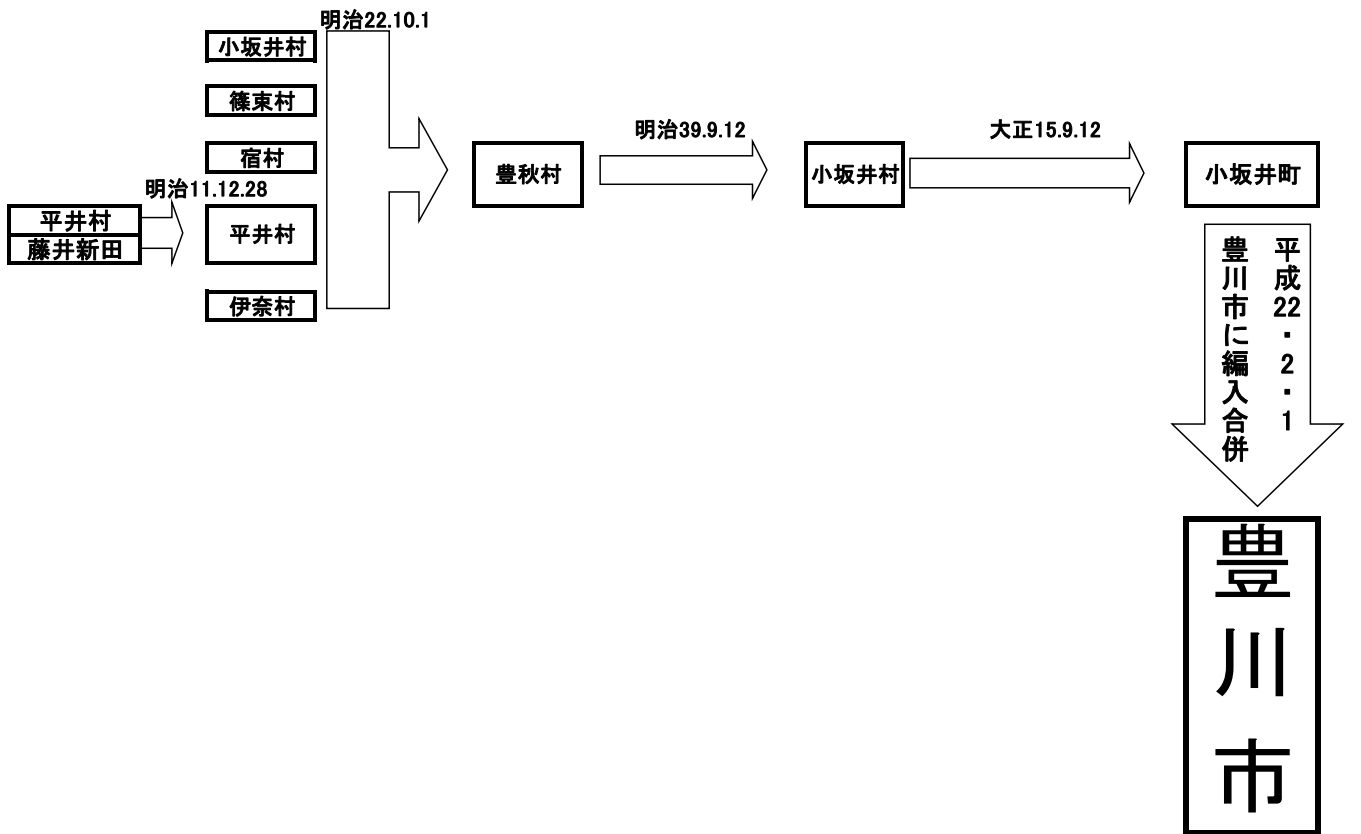 明治22.10.1
小坂井村
篠束村
宿村
明治11.12.28
平井村
藤井新田
平井村
伊奈村
豊秋村
明治39.9.12
小坂井村
大正15.9.12
小坂井町
平成22・2・1
豊川市に編入合併
豊川市